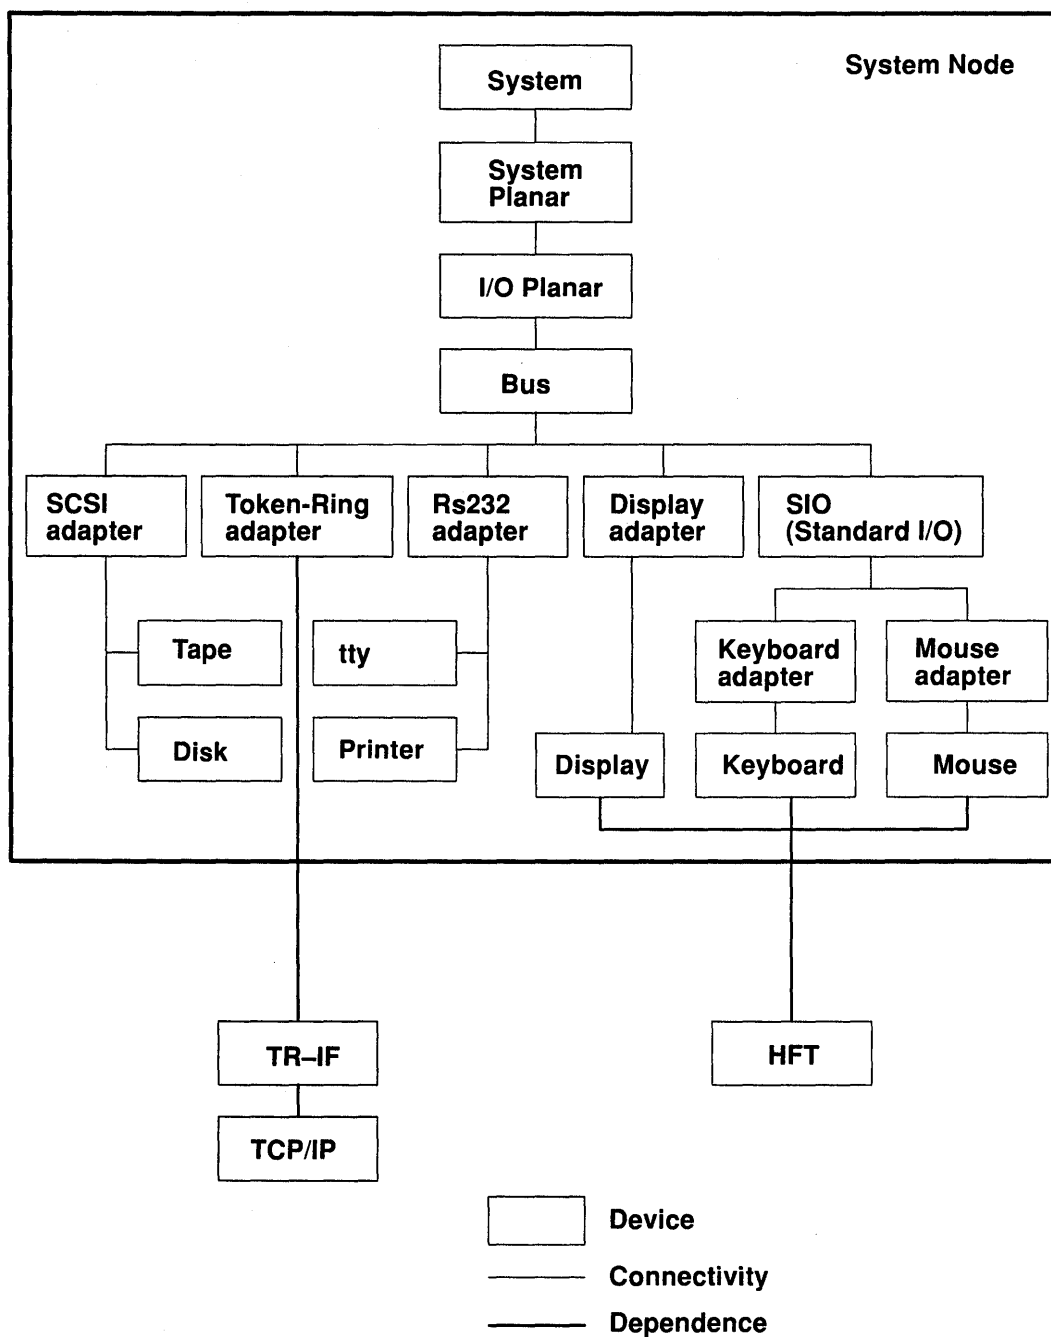 System Node
System
System
Planar
I/O Planar
Bus
SCSI
adapter
Token-Ring
adapter
Rs232
adapter
Display
adapter
SIO
(Standard I/O)
Tape
tty
Keyboard
adapter
Mouse
adapter
Disk
Printer
Display
Keyboard
Mouse
TR–IF
HFT
TCP/IP
Device
Connectivity
Dependence